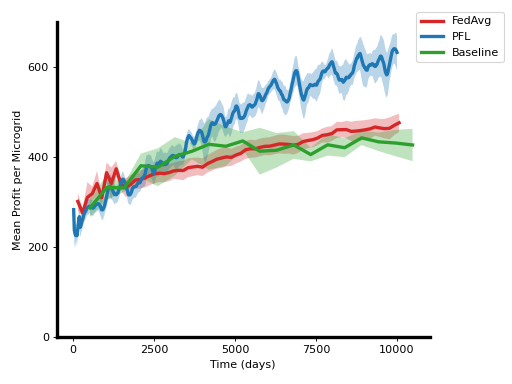 FedAvg
PFL
Baseline
Mean Profit per Microgrid
600
400
200
0
0 2500 5000 7500 10000
Time (days)